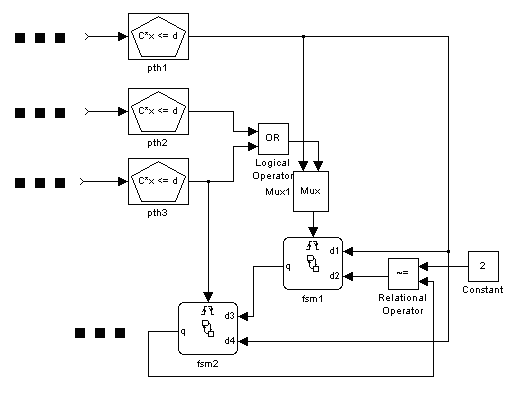 C*x <= d
pth1
C*x <= d
pth2
OR
Logical
Operator
C*x <= d
pth3
Mux1
Mux
d1
q
d2
fsm1
~=
Relational
Operator
2
Constant
d3
q
d4
fsm2